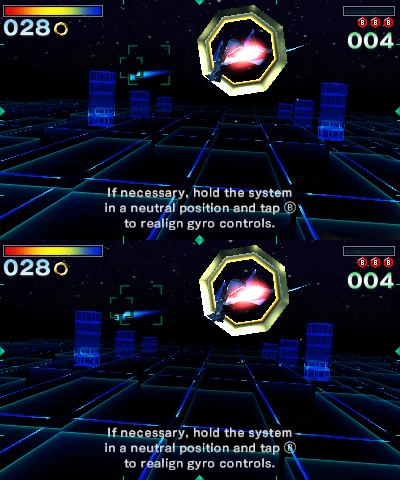 028
B B B
004
If necessary, hold the system
in a neutral position and tap Ⓑ
to realign gyro controls.
028
B B B
004
If necessary, hold the system
in a neutral position and tap Ⓑ
to realign gyro controls.